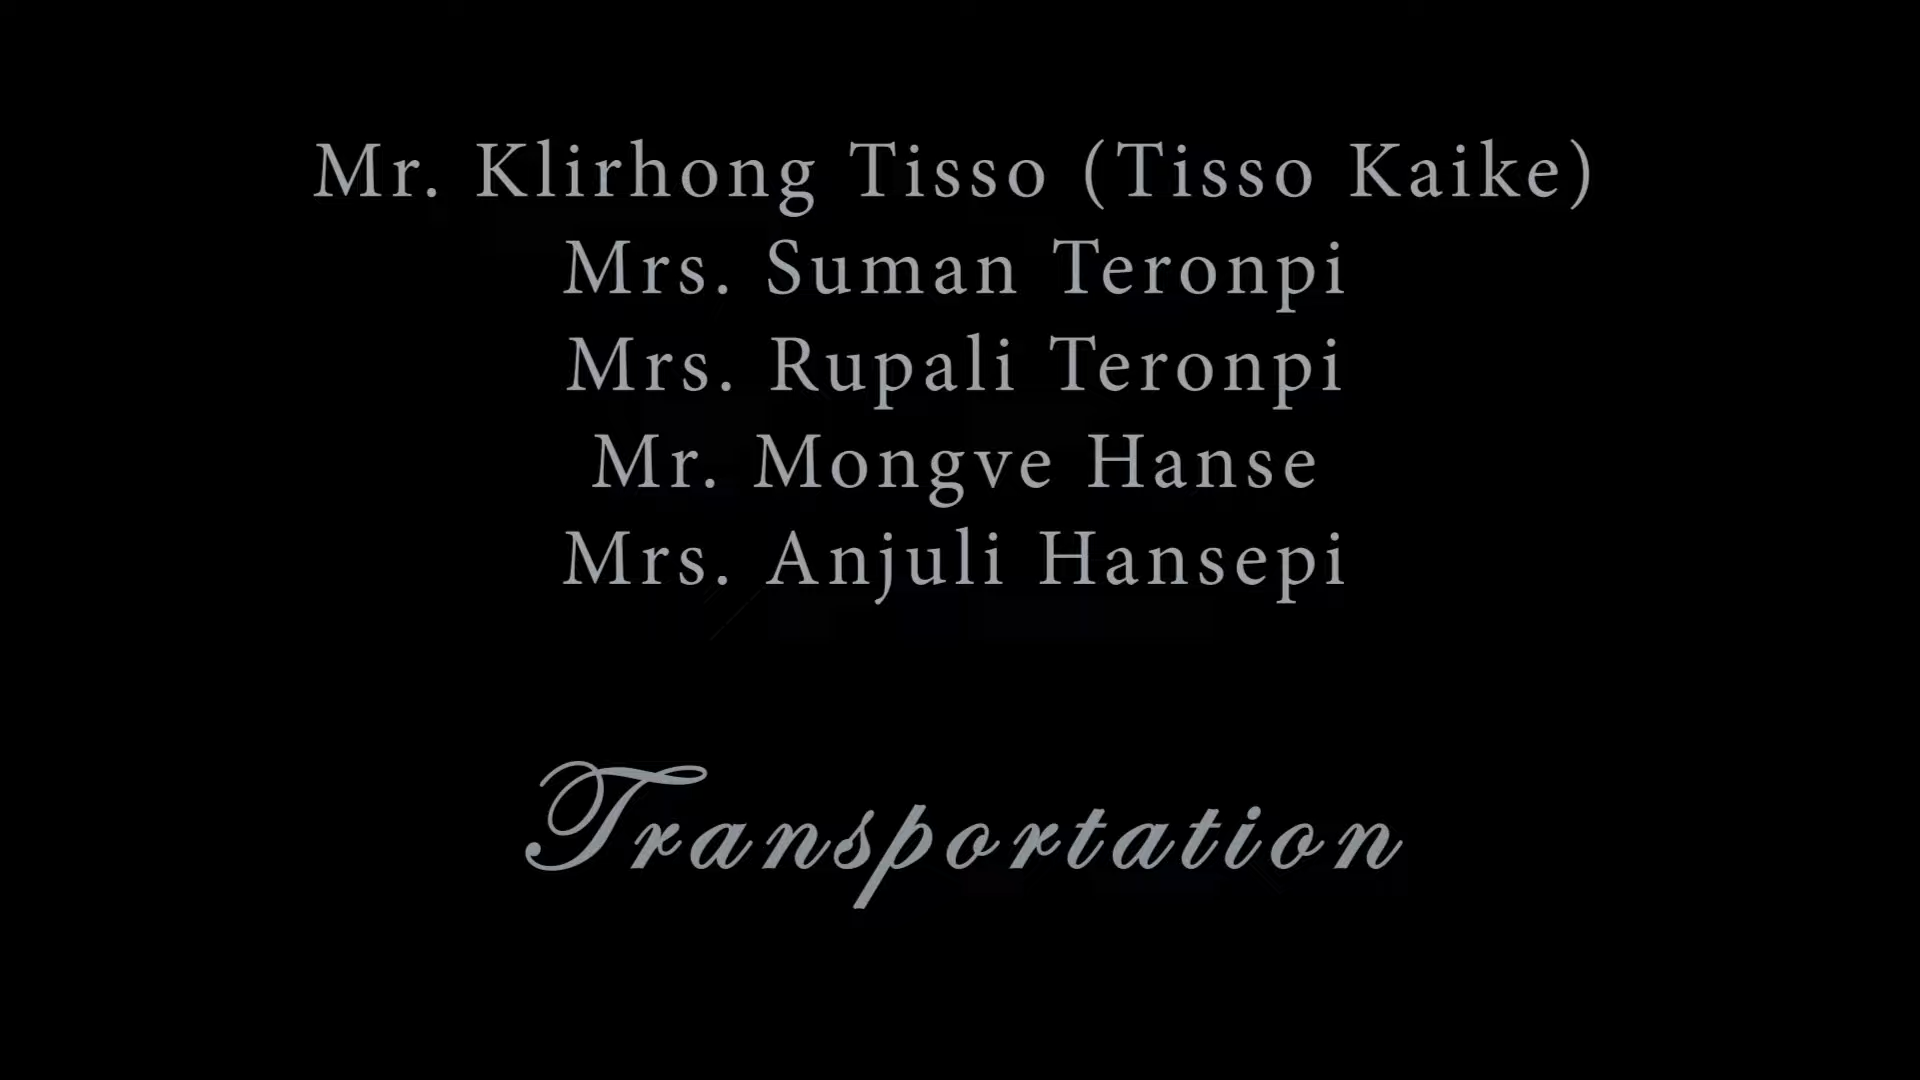 Mr. Klirhong Tisso (Tisso Kaike)
Mrs. Suman Teronpi
Mrs. Rupali Teronpi
Mr. Mongve Hanse
Mrs. Anjuli Hansepi
Transportation